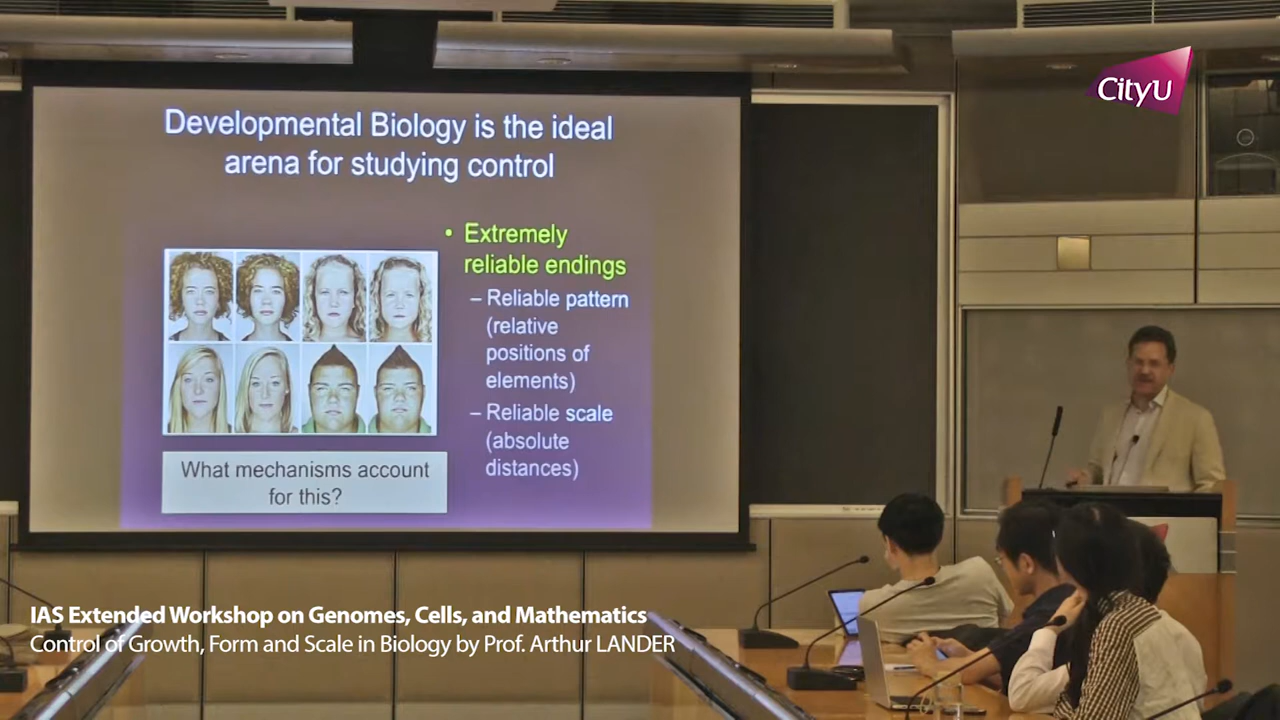 CityU
Developmental Biology is the ideal
arena for studying control
• Extremely
reliable endings
– Reliable pattern
(relative
positions of
elements)
– Reliable scale
(absolute
distances)
What mechanisms account
for this?
IAS Extended Workshop on Genomes, Cells, and Mathematics
Control of Growth, Form and Scale in Biology by Prof. Arthur LANDER